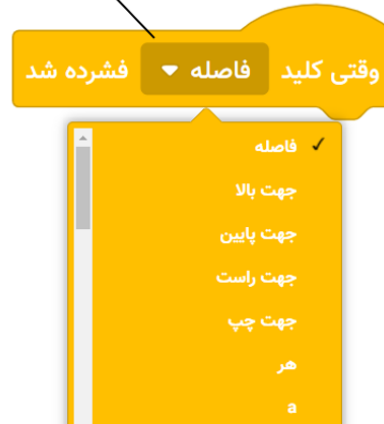 وقتی کلید فاصله فشرده شد
فاصله
جهت بالا
جهت پایین
جهت راست
جهت چپ
هر
a